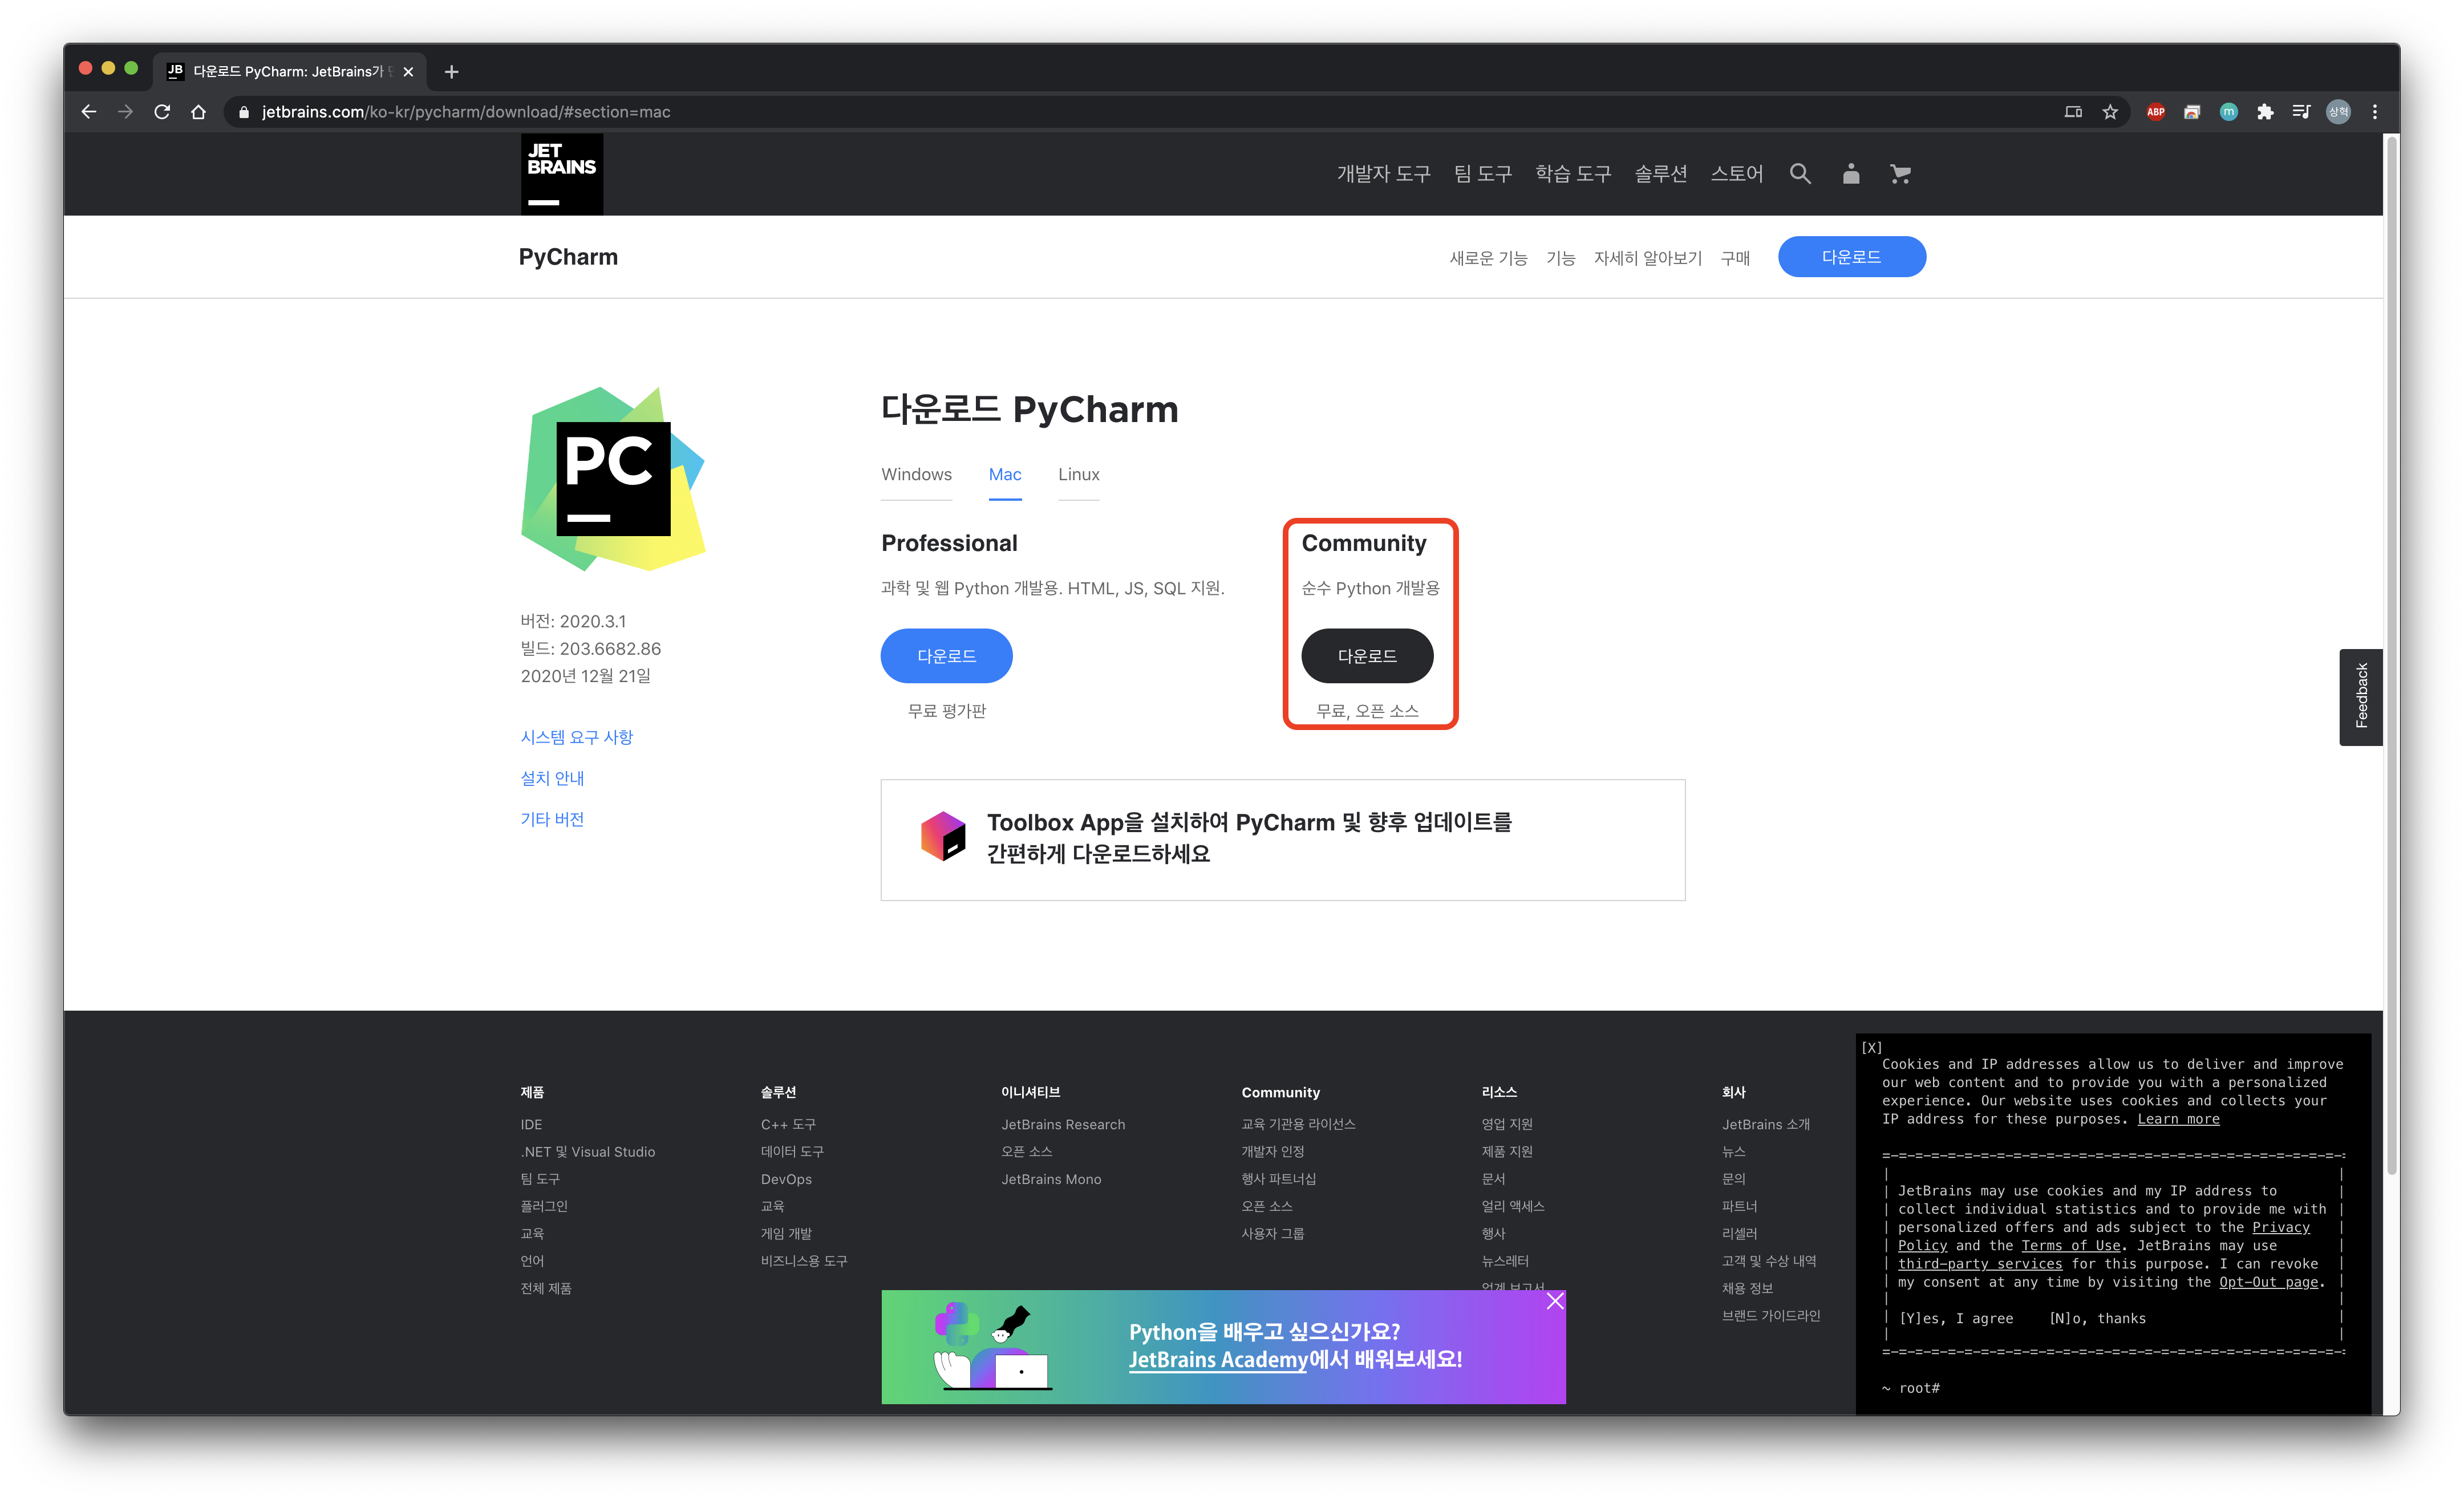 JB 다운로드 PyCharm: JetBrains가
jetbrains.com/ko-kr/pycharm/download/#section=mac
ABP
m
상혁
JET
BRAINS
개발자 도구 팀 도구 학습 도구 솔루션 스토어
PyCharm
새로운 기능 기능 자세히 알아보기 구매 다운로드
PC
버전: 2020.3.1
빌드: 203.6682.86
2020년 12월 21일
시스템 요구 사항
설치 안내
기타 버전
다운로드 PyCharm
Windows Mac Linux
Professional
과학 및 웹 Python 개발용. HTML, JS, SQL 지원.
다운로드
무료 평가판
Community
순수 Python 개발용
다운로드
무료, 오픈 소스
Toolbox App을 설치하여 PyCharm 및 향후 업데이트를
간편하게 다운로드하세요
Feedback
제품
IDE
.NET 및 Visual Studio
팀 도구
플러그인
교육
언어
전체 제품
솔루션
C++ 도구
데이터 도구
DevOps
교육
게임 개발
비즈니스용 도구
이니셔티브
JetBrains Research
오픈 소스
JetBrains Mono
Community
교육 기관용 라이선스
개발자 인정
행사 파트너십
오픈 소스
사용자 그룹
리소스
영업 지원
제품 지원
문서
얼리 액세스
행사
뉴스레터
업계 보고서
회사
JetBrains 소개
뉴스
문의
파트너
리셀러
고객 및 수상 내역
채용 정보
브랜드 가이드라인
Python을 배우고 싶으신가요?
JetBrains Academy에서 배워보세요!
[X]
Cookies and IP addresses allow us to deliver and improve
our web content and to provide you with a personalized
experience. Our website uses cookies and collects your
IP address for these purposes. Learn more
JetBrains may use cookies and my IP address to
collect individual statistics and to provide me with
personalized offers and ads subject to the Privacy
Policy and the Terms of Use. JetBrains may use
third-party services for this purpose. I can revoke
my consent at any time by visiting the Opt-Out page.
[Y]es, I agree [N]o, thanks
~ root#